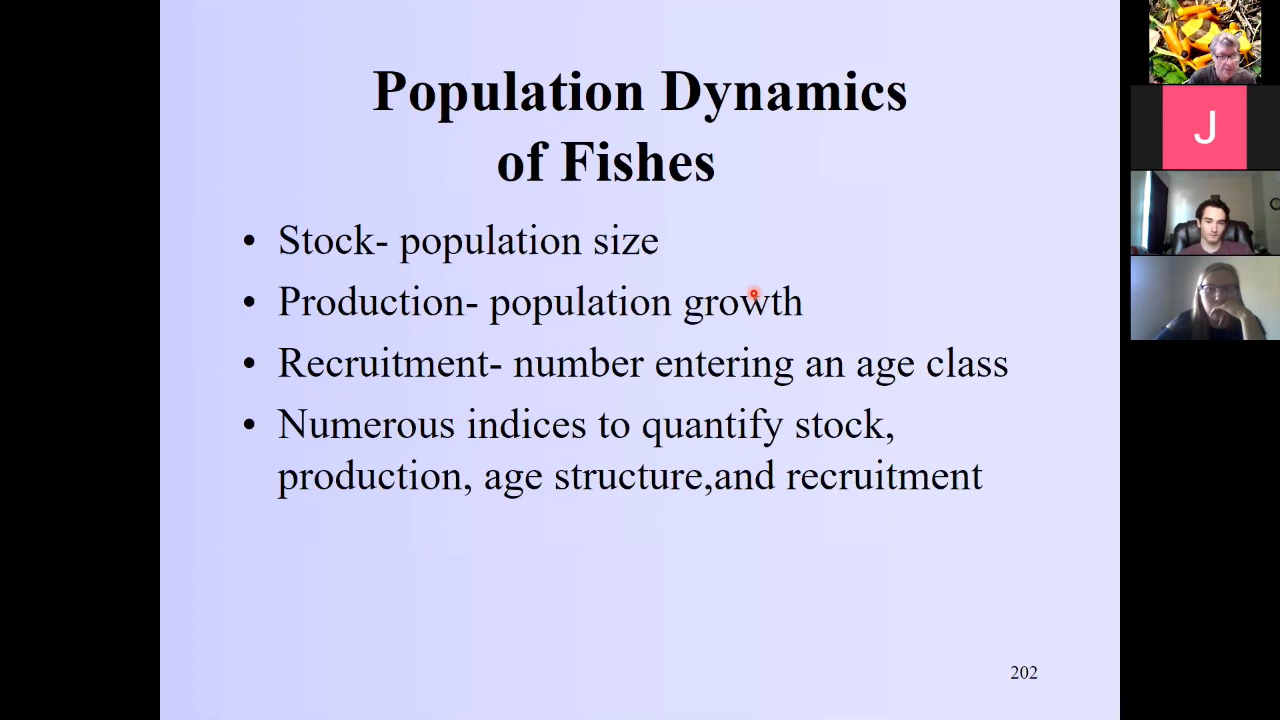 Population Dynamics
of Fishes
• Stock- population size
• Production- population growth
• Recruitment- number entering an age class
• Numerous indices to quantify stock,
production, age structure,and recruitment
202
J